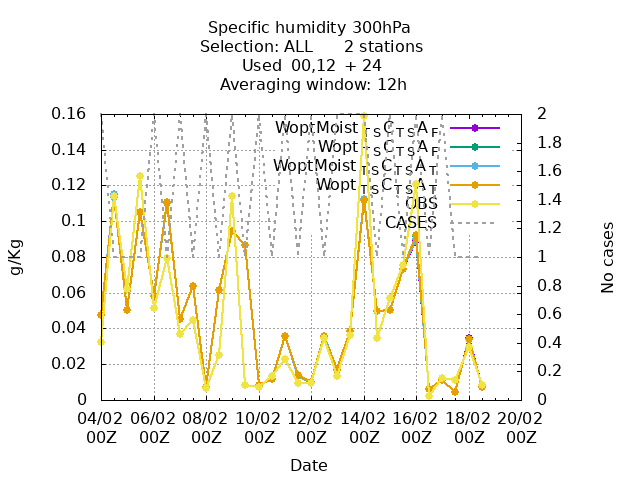 Specific humidity 300hPa
Selection: ALL 2 stations
Used 00,12 + 24
Averaging window: 12h
g/Kg
0.16
0.14
0.12
0.1
0.08
0.06
0.04
0.02
0
WoptMoist_TSC_TSA_F
Wopt_TSC_TSA_F
WoptMoist_TSC_TSA_T
Wopt_TSC_TSA_T
OBS
CASES
2
1.8
1.6
1.4
1.2
1
0.8
0.6
0.4
0.2
0
No cases
04/02 06/02 08/02 10/02 12/02 14/02 16/02 18/02 20/02
00Z 00Z 00Z 00Z 00Z 00Z 00Z 00Z 00Z
Date